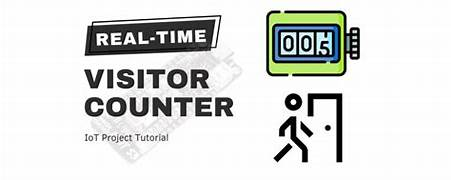 REAL-TIME
VISITOR
COUNTER
IoT Project Tutorial
005